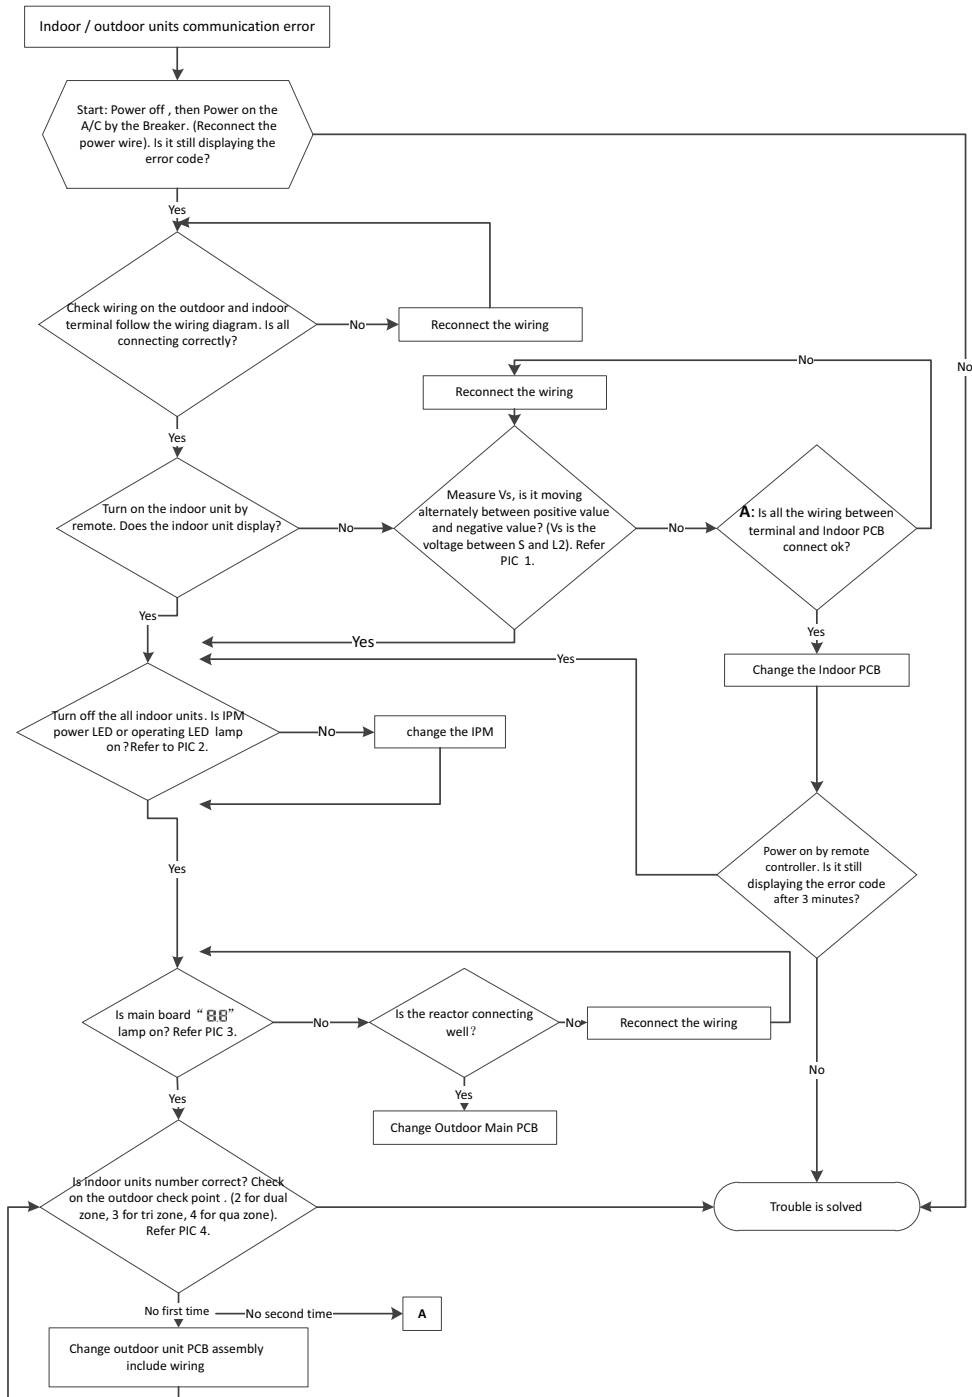 Indoor / outdoor units communication error
Start: Power off , then Power on the
A/C by the Breaker. (Reconnect the
power wire). Is it still displaying the
error code?
Yes
No
Check wiring on the outdoor and indoor
terminal follow the wiring diagram. Is all
connecting correctly?
No
Reconnect the wiring
Yes
No
Reconnect the wiring
Turn on the indoor unit by
remote. Does the indoor unit display?
No
Measure Vs, is it moving
alternately between positive value
and negative value? (Vs is the
voltage between S and L2). Refer
PIC 1.
No
A: Is all the wiring between
terminal and Indoor PCB
connect ok?
Yes
Yes
Yes
Yes
Change the Indoor PCB
Turn off the all indoor units. Is IPM
power LED or operating LED lamp
on ?Refer to PIC 2.
No
change the IPM
Yes
Power on by remote
controller. Is it still
displaying the error code
after 3 minutes?
No
Is main board “ 8.8 ”
lamp on? Refer PIC 3.
No
Is the reactor connecting
well?
No
Reconnect the wiring
Yes
Yes
Change Outdoor Main PCB
Is indoor units number correct? Check
on the outdoor check point . (2 for dual
zone, 3 for tri zone, 4 for qua zone).
Refer PIC 4.
Trouble is solved
No first time
No second time
A
Change outdoor unit PCB assembly
include wiring